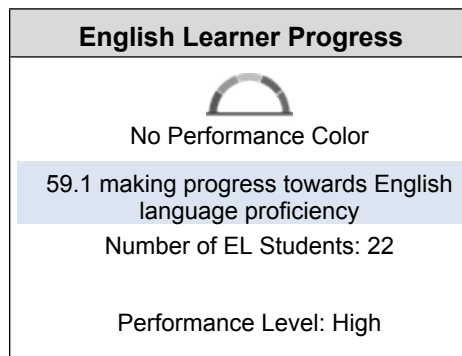 English Learner Progress
No Performance Color
59.1 making progress towards English
language proficiency
Number of EL Students: 22
Performance Level: High